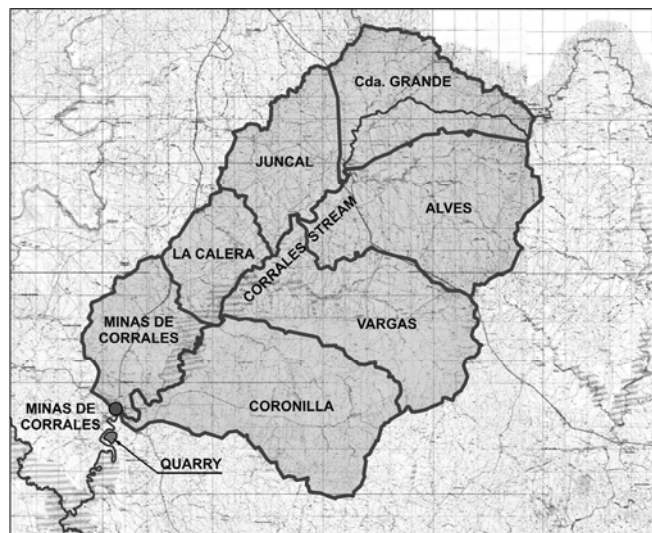 Cda. GRANDE
JUNCAL
ALVES
LA CALERA
CORRALES STREAM
MINAS DE
CORRALES
VARGAS
CORONILLA
MINAS DE
CORRALES
QUARRY